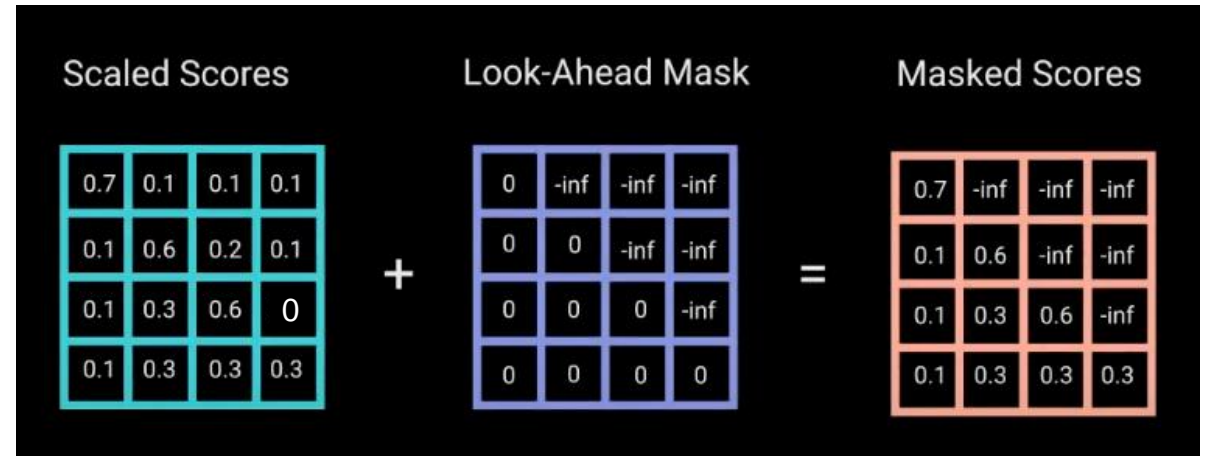 Scaled Scores
Look-Ahead Mask
Masked Scores
0.7 0.1 0.1 0.1
0.1 0.6 0.2 0.1
0.1 0.3 0.6 0
0.1 0.3 0.3 0.3
+
0 -inf -inf -inf
0 0 -inf -inf
0 0 0 -inf
0 0 0 0
=
0.7 -inf -inf -inf
0.1 0.6 -inf -inf
0.1 0.3 0.6 -inf
0.1 0.3 0.3 0.3